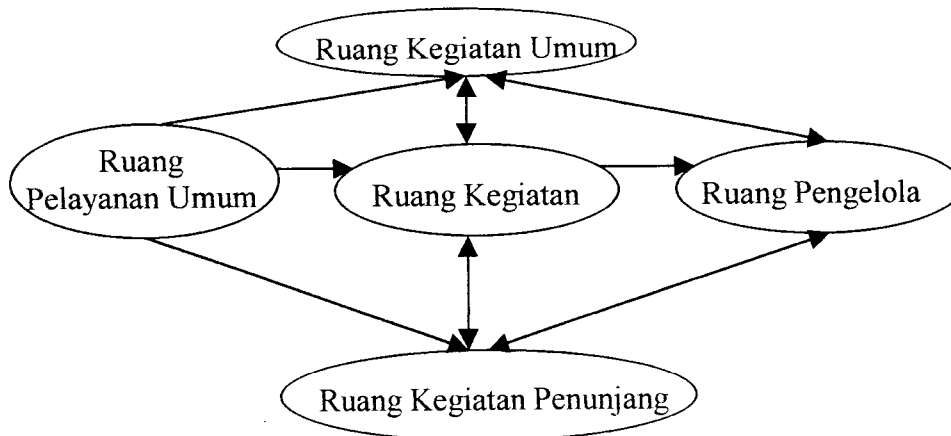 Ruang Kegiatan Umum
Ruang
Pelayanan Umum
Ruang Kegiatan
Ruang Pengelola
Ruang Kegiatan Penunjang